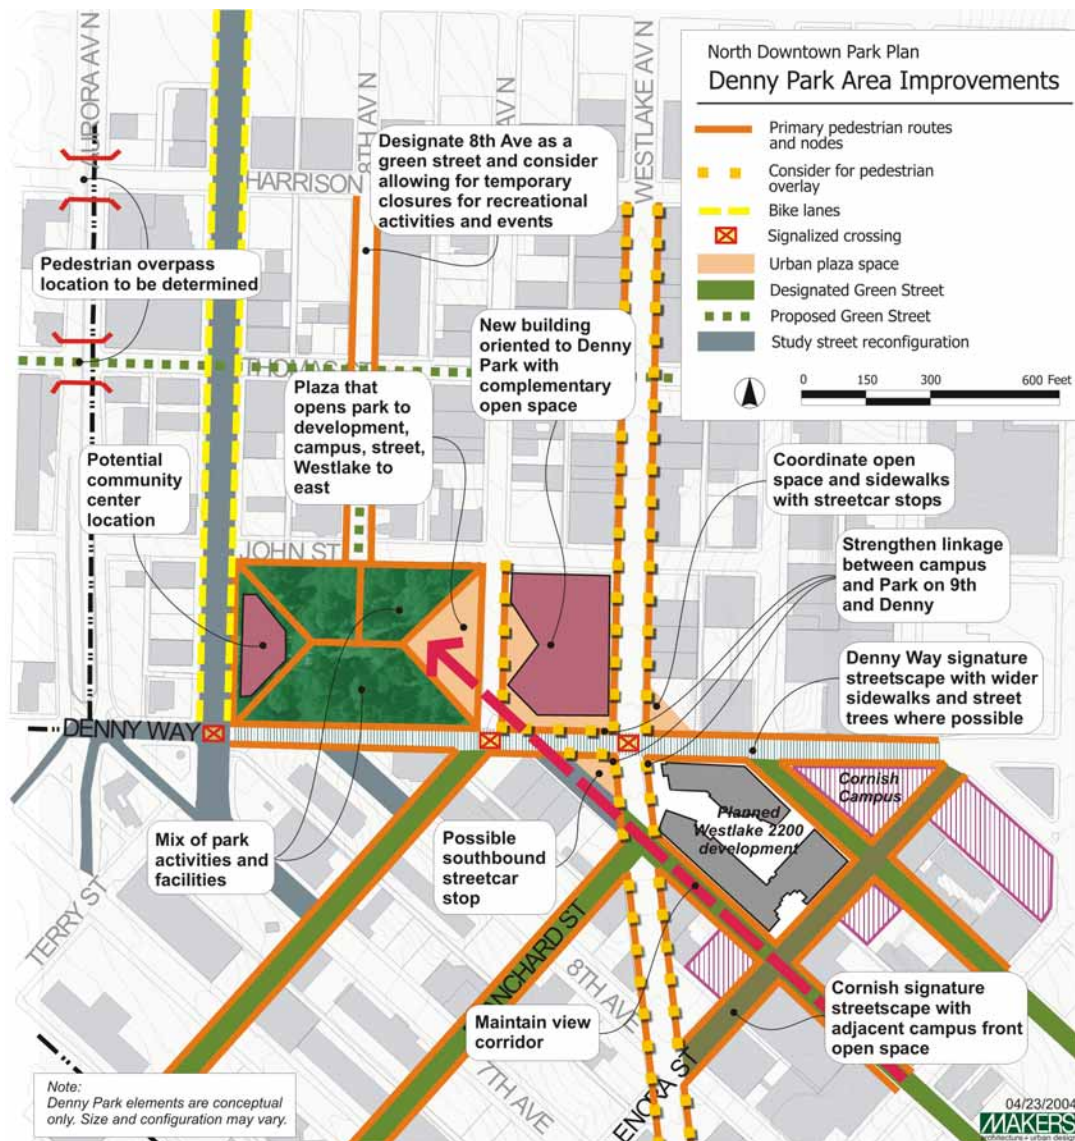 North Downtown Park Plan
Denny Park Area Improvements
Primary pedestrian routes
and nodes
Consider for pedestrian
overlay
Bike lanes
Signalized crossing
Urban plaza space
Designated Green Street
Proposed Green Street
Study street reconfiguration
0 150 300 600 Feet
WESTLAKE AV N
8TH AV N
AV N
HARRISON
Designate 8th Ave as a
green street and consider
allowing for temporary
closures for recreational
activities and events
Pedestrian overpass
location to be determined
New building
oriented to Denny
Park with
complementary
open space
Plaza that
opens park to
development,
campus, street,
Westlake to
east
Potential
community
center
location
Coordinate open
space and sidewalks
with streetcar stops
JOHN ST
Strengthen linkage
between campus
and Park on 9th
and Denny
Denny Way signature
streetscape with wider
sidewalks and street
trees where possible
DENNY WAY
Cornish
Campus
Planned
Westlake 2200
development
Mix of park
activities and
facilities
Possible
southbound
streetcar
stop
TERRY ST
8TH AVE
Maintain view
corridor
7TH AVE
Cornish signature
streetscape with
adjacent campus front
open space
Note:
Denny Park elements are conceptual
only. Size and configuration may vary.
04/23/2004
MAKERS
architecture + urban design